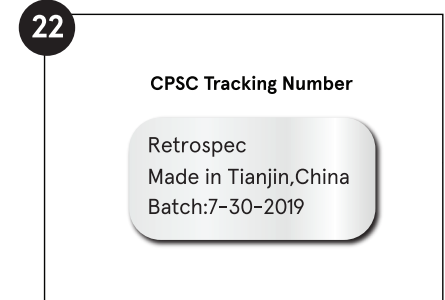 22
CPSC Tracking Number
Retrospec
Made in Tianjin,China
Batch:7-30-2019